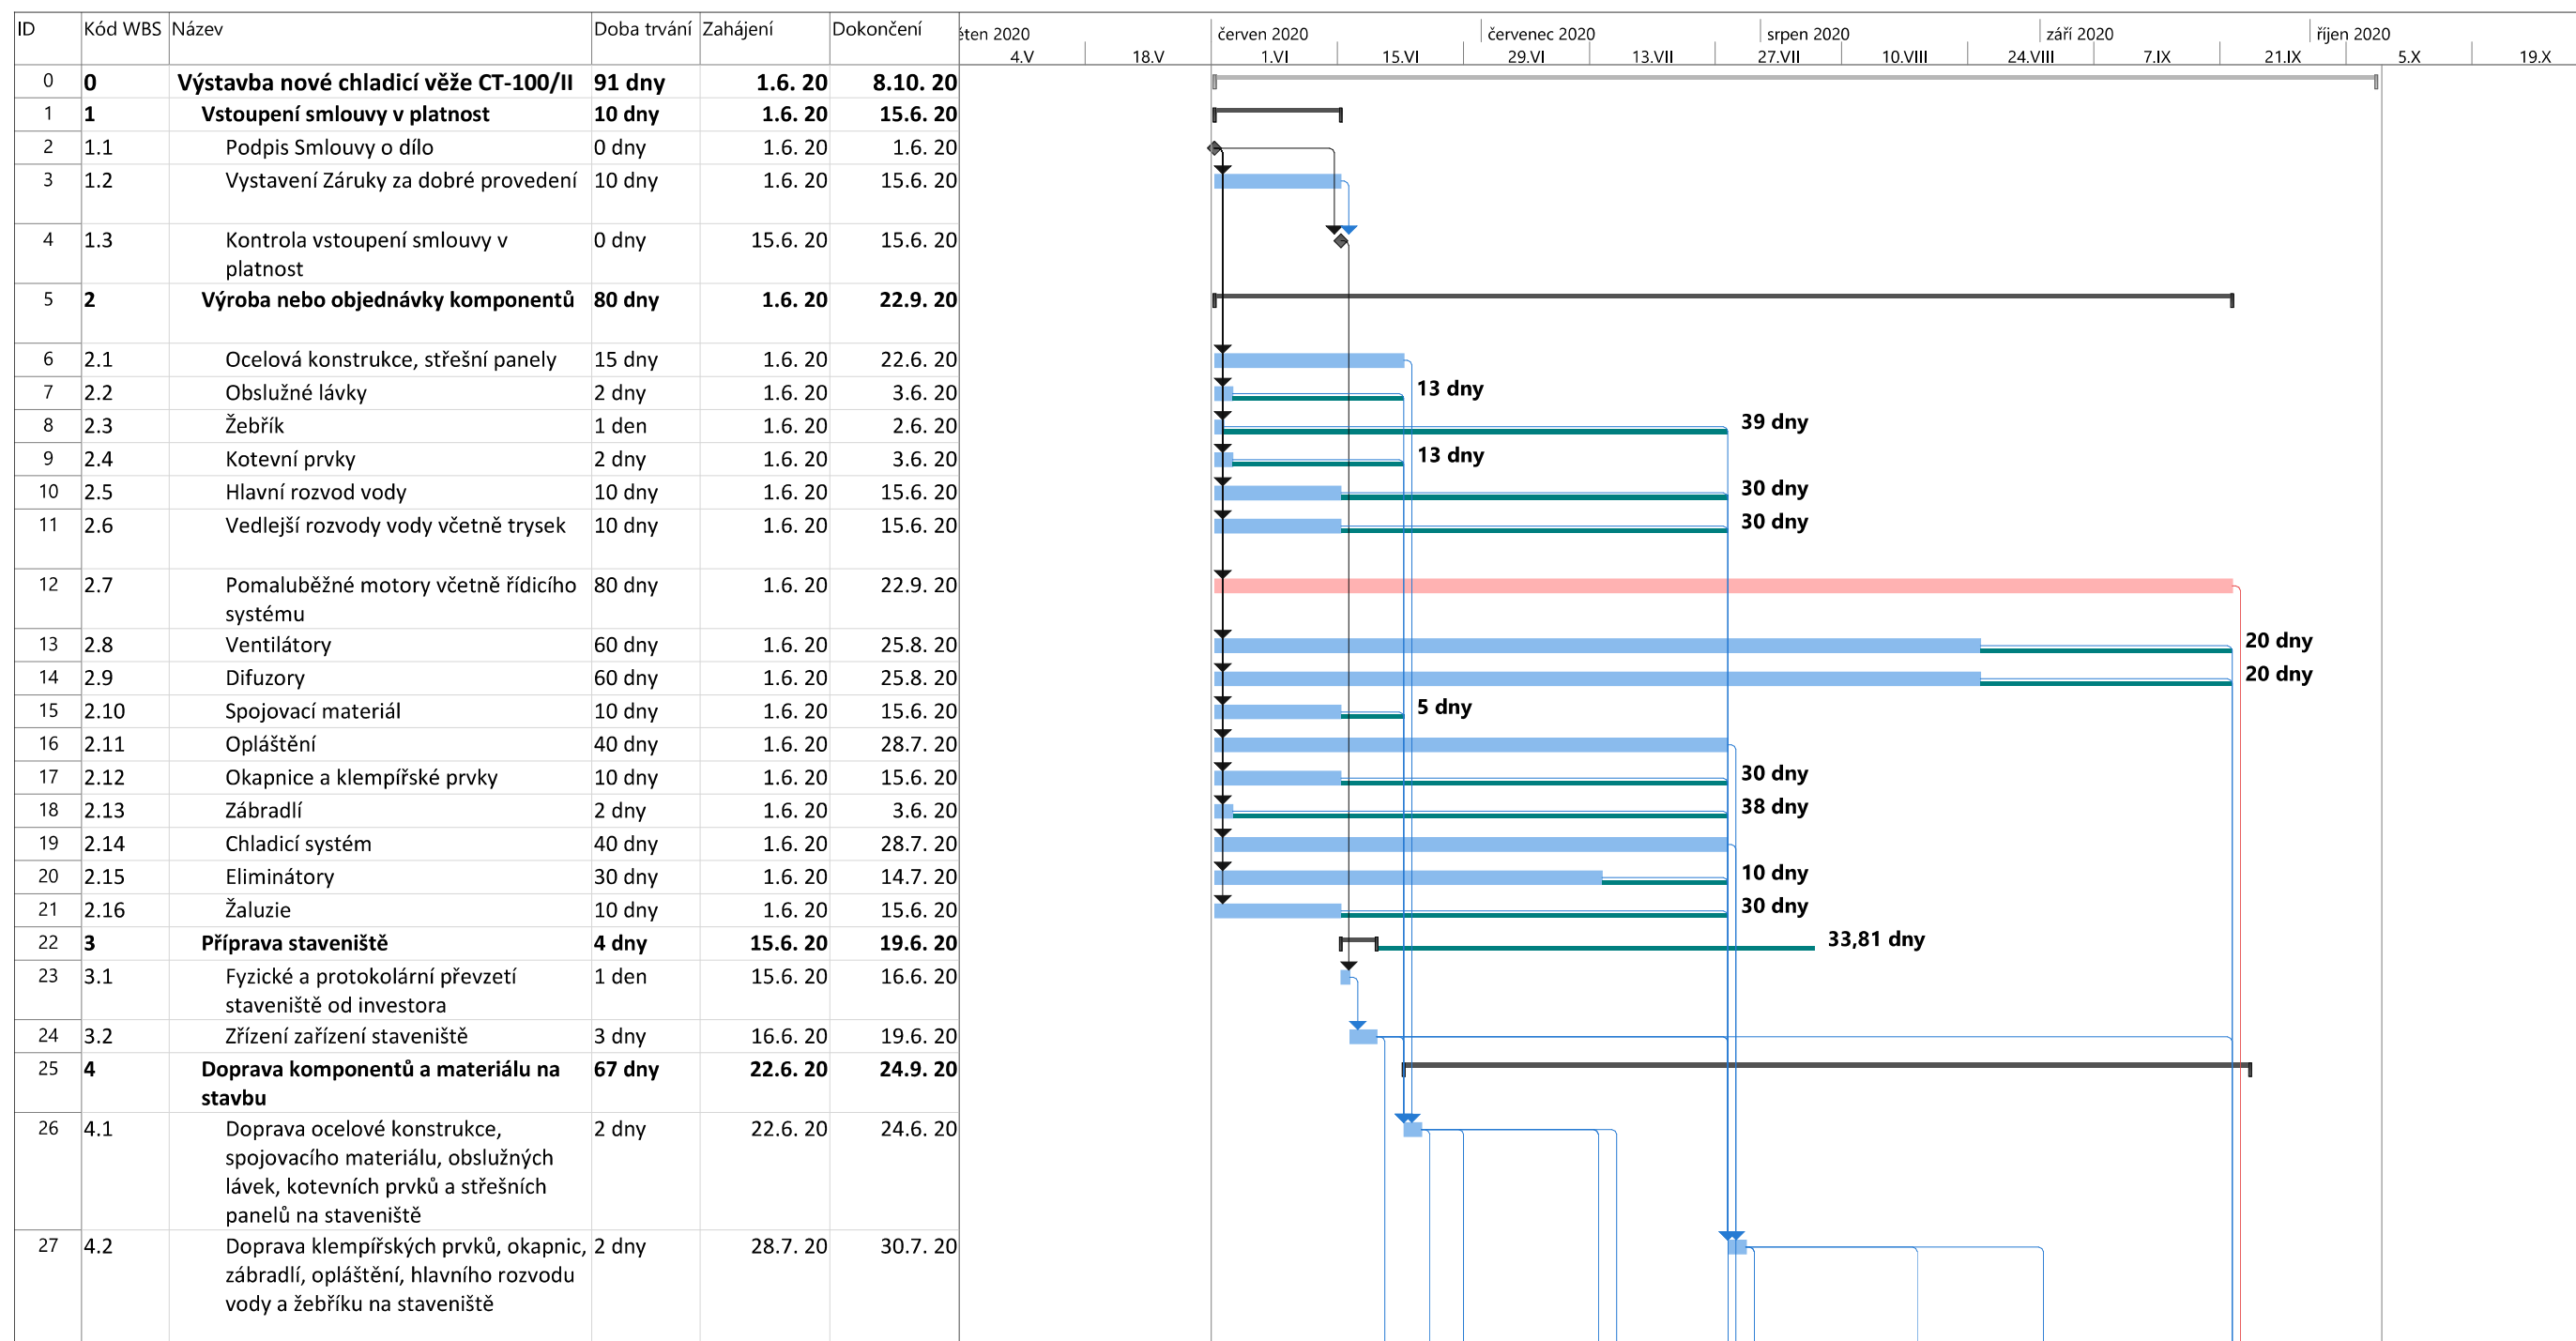 ID Kód WBS Název Doba trvání Zahájení Dokončení
ten 2020 červen 2020 červenec 2020 srpen 2020 září 2020 říjen 2020
4.V 18.V 1.VI 15.VI 29.VI 13.VII 27.VII 10.VIII 24.VIII 7.IX 21.IX 5.X 19.X
0 0 Výstavba nové chladicí věže CT-100/II 91 dny 1.6. 20 8.10. 20
1 1 Vstoupení smlouvy v platnost 10 dny 1.6. 20 15.6. 20
2 1.1 Podpis Smlouvy o dílo 0 dny 1.6. 20 1.6. 20
3 1.2 Vystavení Záruky za dobré provedení 10 dny 1.6. 20 15.6. 20
4 1.3 Kontrola vstoupení smlouvy v 0 dny 15.6. 20 15.6. 20
platnost
5 2 Výroba nebo objednávky komponentů 80 dny 1.6. 20 22.9. 20
6 2.1 Ocelová konstrukce, střešní panely 15 dny 1.6. 20 22.6. 20
7 2.2 Obslužné lávky 2 dny 1.6. 20 3.6. 20 13 dny
8 2.3 Žebřík 1 den 1.6. 20 2.6. 20 39 dny
9 2.4 Kotevní prvky 2 dny 1.6. 20 3.6. 20 13 dny
10 2.5 Hlavní rozvod vody 10 dny 1.6. 20 15.6. 20 30 dny
11 2.6 Vedlejší rozvody vody včetně trysek 10 dny 1.6. 20 15.6. 20 30 dny
12 2.7 Pomaluběžné motory včetně řídicího 80 dny 1.6. 20 22.9. 20
systému
13 2.8 Ventilátory 60 dny 1.6. 20 25.8. 20 20 dny
14 2.9 Difuzory 60 dny 1.6. 20 25.8. 20 20 dny
15 2.10 Spojovací materiál 10 dny 1.6. 20 15.6. 20 5 dny
16 2.11 Opláštění 40 dny 1.6. 20 28.7. 20
17 2.12 Okapnice a klempířské prvky 10 dny 1.6. 20 15.6. 20 30 dny
18 2.13 Zábradlí 2 dny 1.6. 20 3.6. 20 38 dny
19 2.14 Chladicí systém 40 dny 1.6. 20 28.7. 20
20 2.15 Eliminátory 30 dny 1.6. 20 14.7. 20 10 dny
21 2.16 Žaluzie 10 dny 1.6. 20 15.6. 20 30 dny
22 3 Příprava staveniště 4 dny 15.6. 20 19.6. 20 33,81 dny
23 3.1 Fyzické a protokolární převzetí 1 den 15.6. 20 16.6. 20
staveniště od investora
24 3.2 Zřízení zařízení staveniště 3 dny 16.6. 20 19.6. 20
25 4 Doprava komponentů a materiálu na 67 dny 22.6. 20 24.9. 20
stavbu
26 4.1 Doprava ocelové konstrukce, 2 dny 22.6. 20 24.6. 20
spojovacího materiálu, obslužných
lávek, kotevních prvků a střešních
panelů na staveniště
27 4.2 Doprava klempířských prvků, okapnic, 2 dny 28.7. 20 30.7. 20
zábradlí, opláštění, hlavního rozvodu
vody a žebříku na staveniště